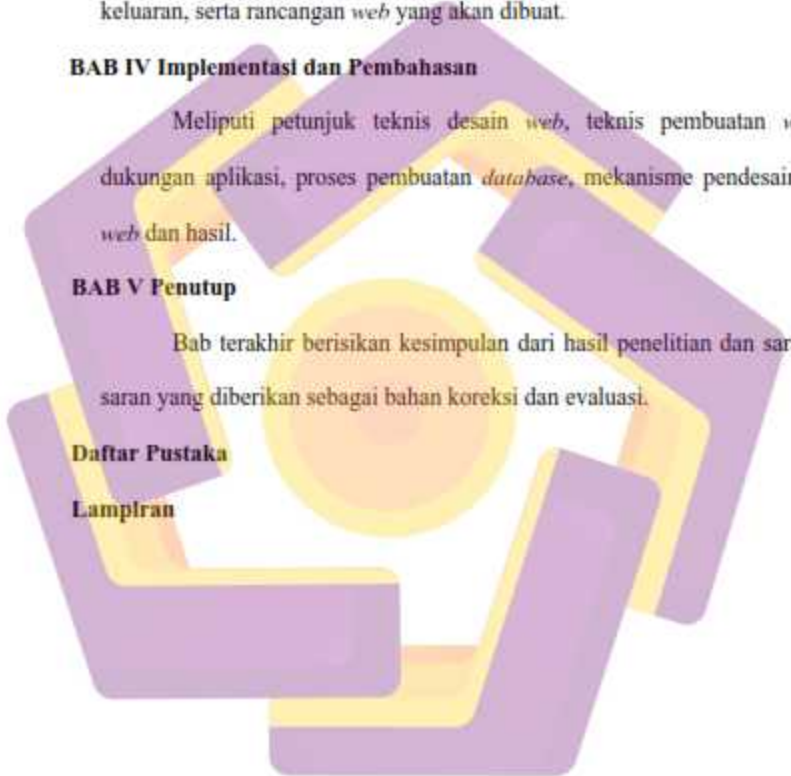 keluaran, serta rancangan web yang akan dibuat.
BAB IV Implementasi dan Pembahasan
Meliputi petunjuk teknis desain web, teknis pembuatan
dukungan aplikasi, proses pembuatan database, mekanisme pendesain
web dan hasil.
BAB V Penutup
Bab terakhir berisikan kesimpulan dari hasil penelitian dan sar
saran yang diberikan sebagai bahan koreksi dan evaluasi.
Daftar Pustaka
Lampiran